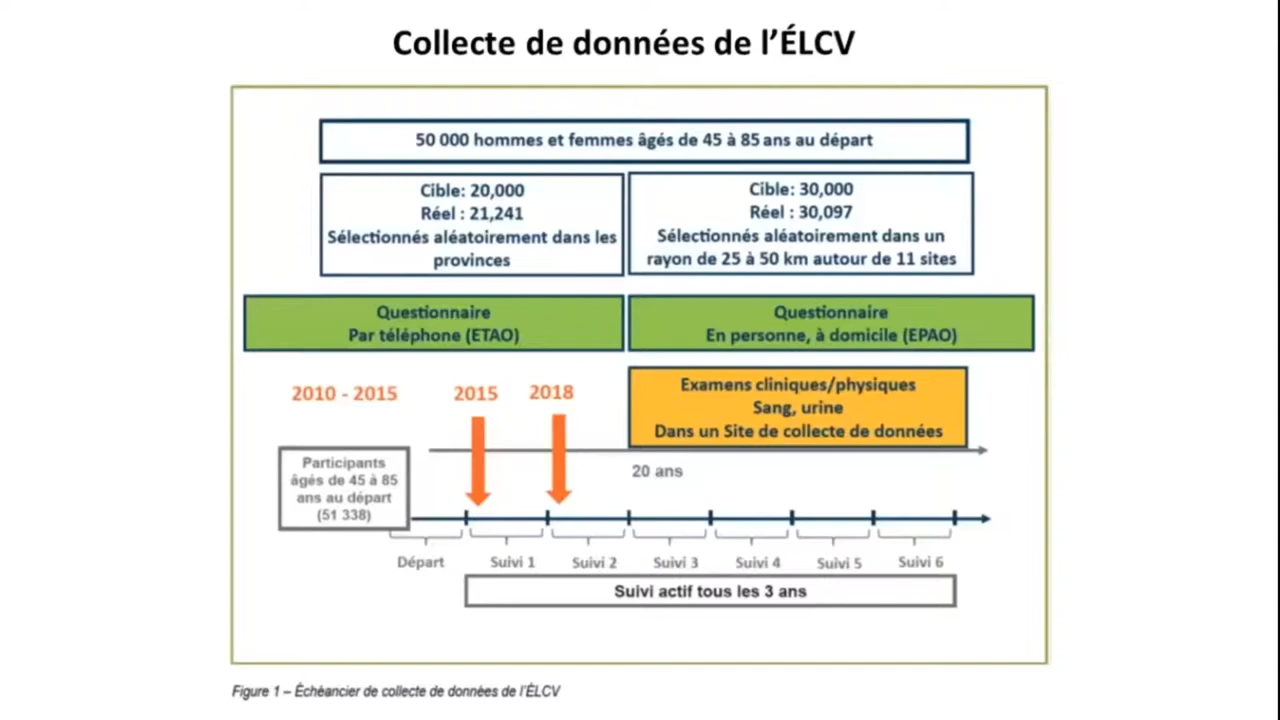 Collecte de données de l'ÉLCV
50 000 hommes et femmes âgés de 45 à 85 ans au départ
Cible: 20,000
Réel : 21,241
Sélectionnés aléatoirement dans les
provinces
Cible: 30,000
Réel : 30,097
Sélectionnés aléatoirement dans un
rayon de 25 à 50 km autour de 11 sites
Questionnaire
Par téléphone (ETAO)
Questionnaire
En personne, à domicile (EPAO)
Examens cliniques/physiques
Sang, urine
Dans un Site de collecte de données
2010 - 2015
2015
2018
20 ans
Participants
âgés de 45 à 85
ans au départ
(51 338)
Départ
Suivi 1
Suivi 2
Suivi 3
Suivi 4
Suivi 5
Suivi 6
Suivi actif tous les 3 ans
Figure 1 – Échéancier de collecte de données de l'ÉLCV